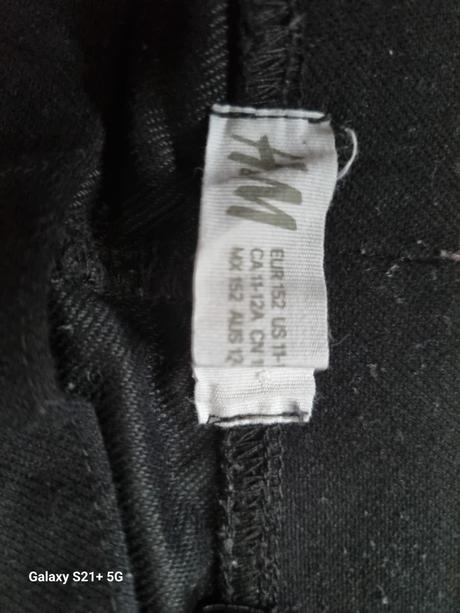 H&M
EUR 152 US 11-
CA 11-12A CN
MX 152 AUS 12
Galaxy S21+ 5G